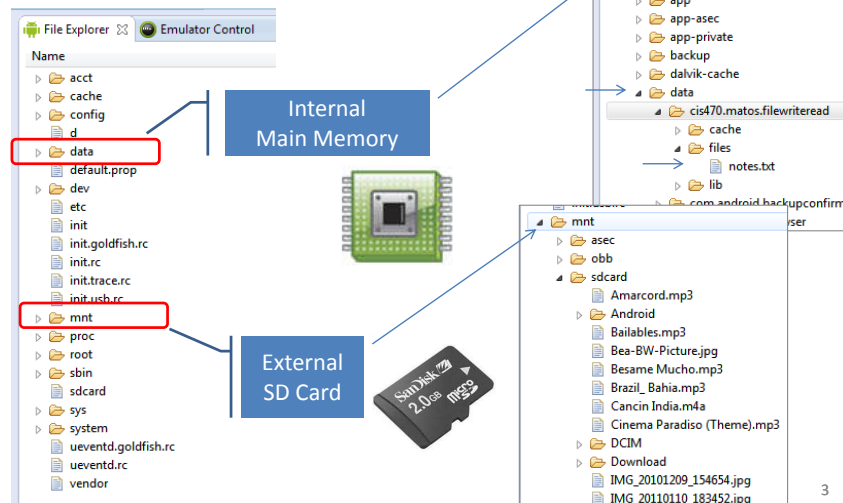 File Explorer
Emulator Control
Name
acct
cache
config
d
data
default.prop
dev
etc
init
init.goldfish.rc
init.rc
init.trace.rc
init.usb.rc
mnt
proc
root
sbin
sdcard
sys
system
ueventd.goldfish.rc
ueventd.rc
vendor
Internal
Main Memory
External
SD Card
SanDisk
2.0GB
micro
app
app-asec
app-private
backup
dalvik-cache
data
cis470.matos.filewriteread
cache
files
notes.txt
lib
com.android.backupconfirm
mnt
asec
obb
sdcard
Amarcord.mp3
Android
Bailables.mp3
Bea-BW-Picture.jpg
Besame Mucho.mp3
Brazil_ Bahia.mp3
Cancin India.m4a
Cinema Paradiso (Theme).mp3
DCIM
Download
IMG_20101209_154654.jpg
IMG_20110110_183452.jpg
3